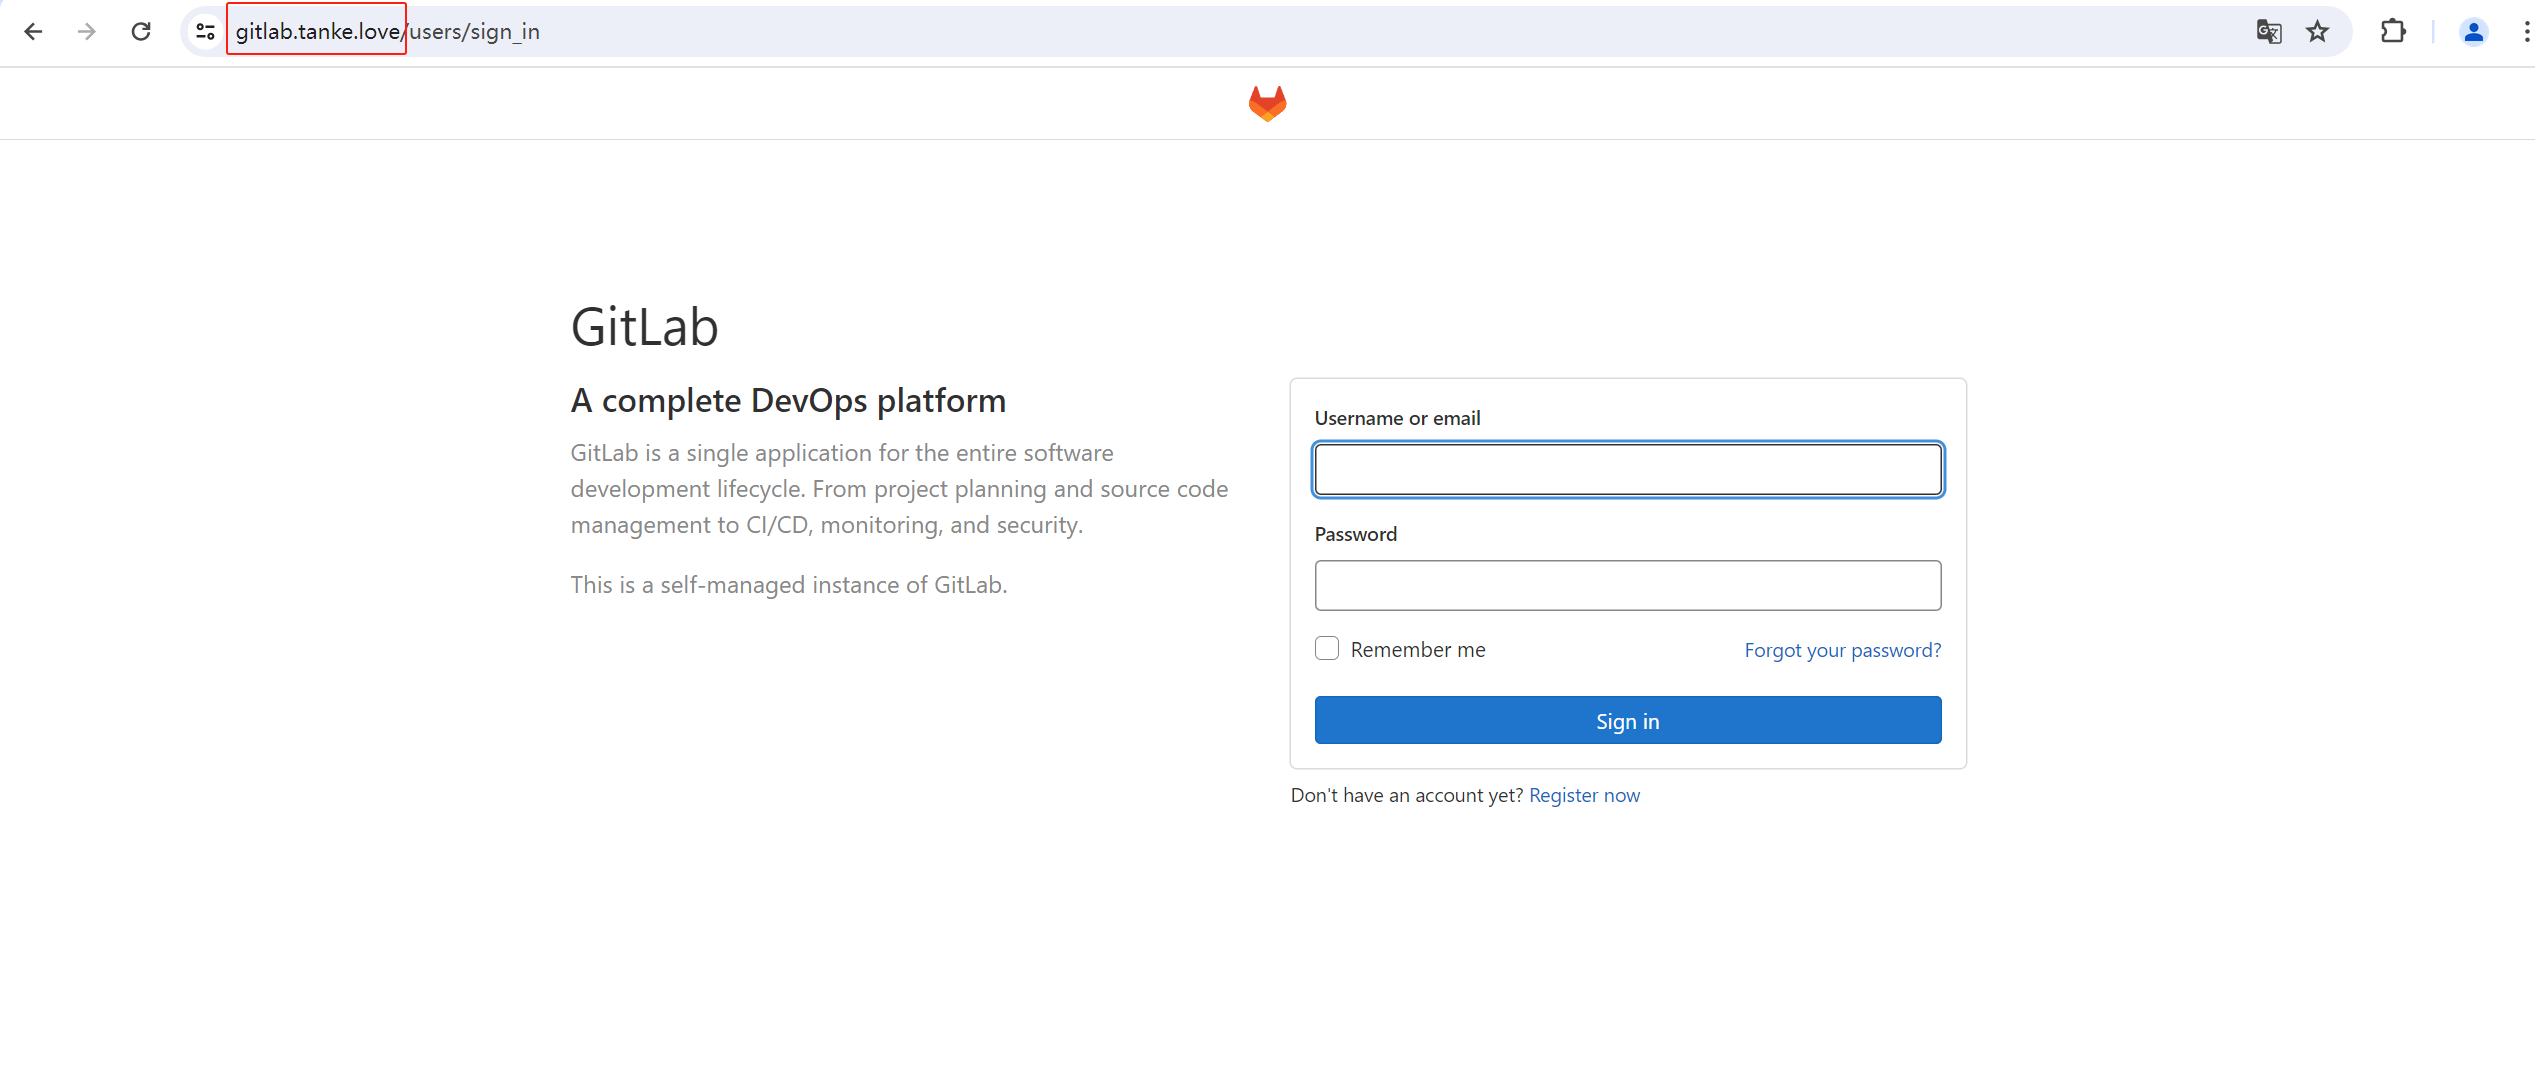 gitlab.tanke.love/users/sign_in
GitLab
A complete DevOps platform
GitLab is a single application for the entire software
development lifecycle. From project planning and source code
management to CI/CD, monitoring, and security.
This is a self-managed instance of GitLab.
Username or email
Password
Remember me
Forgot your password?
Sign in
Don't have an account yet? Register now